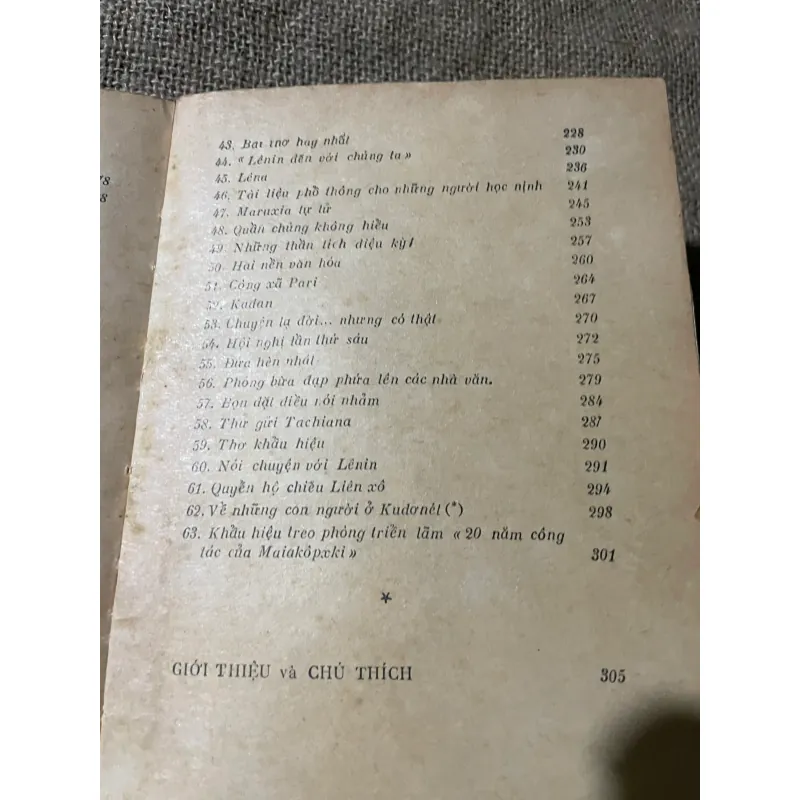 43. Bài thơ hay nhất 228
44. « Lênin đến với chúng ta » 230
45. Lêna 236
46. Tài liệu phổ thông cho những người học nịnh 241
47. Maruxia tự tử 245
48. Quần chúng không hiểu 253
49. Những thần tích diệu kỳ! 257
50. Hai nền văn hóa 260
51. Công xã Pari 264
52. Kadan 267
53. Chuyện lạ đời... nhưng có thật 270
54. Hội nghị lần thứ sáu 272
55. Đứa hèn nhát 275
56. Phòng bừa đạp phứa lên các nhà văn. 279
57. Bọn đặt điều nói nhảm 284
58. Thư gửi Tachiana 287
59. Thơ khẩu hiệu 290
60. Nói chuyện với Lênin 291
61. Quyển hộ chiếu Liên xô 294
62. Về những con người ở Kudơnét (*) 298
63. Khẩu hiệu treo phòng triển lãm « 20 năm công
tác của Maiakôpxki » 301
*
GIỚI THIỆU và CHÚ THÍCH 305